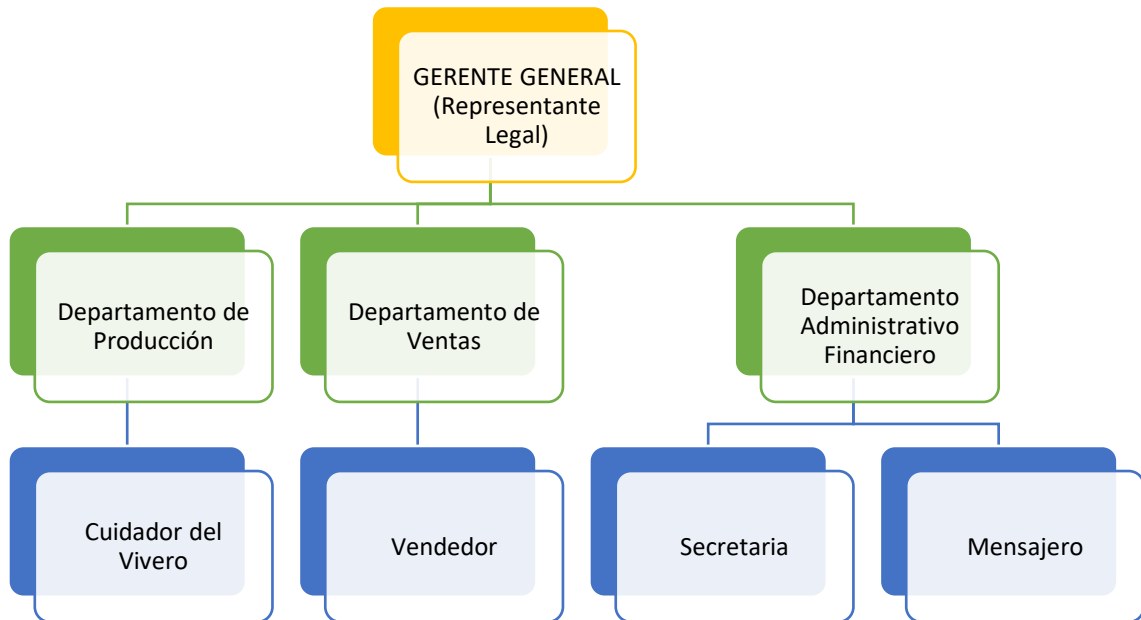 GERENTE GENERAL
(Representante
Legal)
Departamento de
Producción
Departamento de
Ventas
Departamento
Administrativo
Financiero
Cuidador del
Vivero
Vendedor
Secretaria
Mensajero